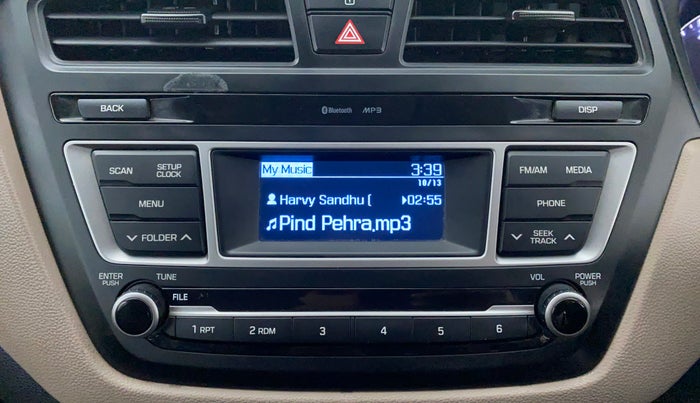 BACK
Bluetooth MP3
DISP
SCAN
SETUP
CLOCK
My Music 3:39
10/13
FM/AM
MEDIA
MENU
Harvy Sandhu ( 02:55
PHONE
FOLDER
Pind Pehra.mp3
SEEK
TRACK
ENTER
PUSH
TUNE
FILE
VOL
POWER
PUSH
1 RPT
2 RDM
3
4
5
6